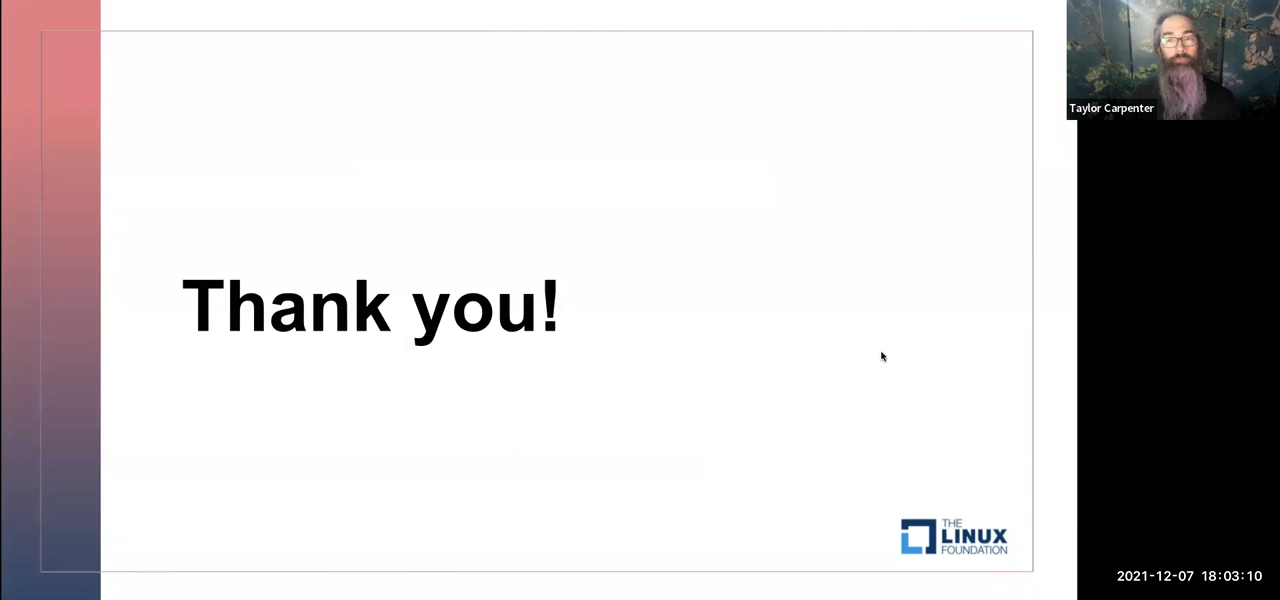 Taylor Carpenter
Thank you!
THE
LINUX
FOUNDATION
2021-12-07 18:03:10